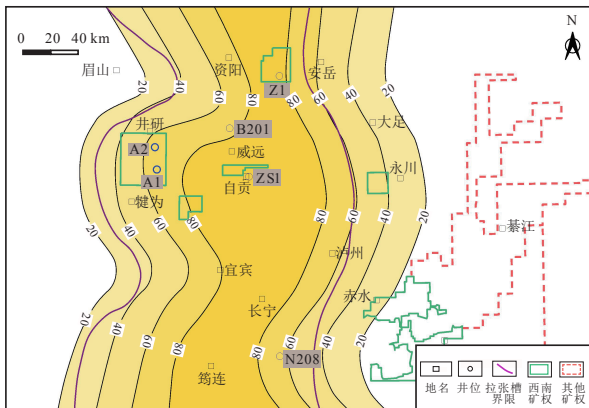 N
0 20 40 km
眉山
资阳
安岳
Z1
20
40
60
80
80
60
40
20
大足
井研
B201
A2
威远
A1
自贡
ZS1
永川
犍为
20
40
60
80
80
60
40
20
綦江
宜宾
泸州
赤水
长宁
20
40
60
80
80
60
40
20
N208
筠连
地名
井位
拉张槽
界限
西南
矿权
其他
矿权